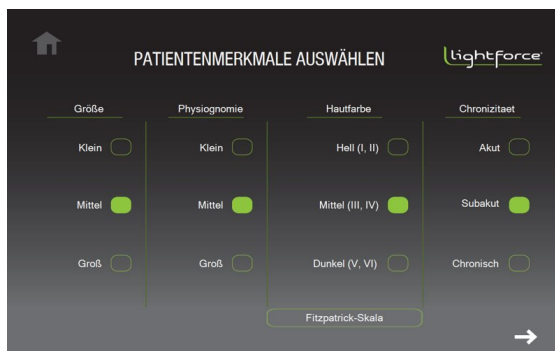 PATIENTENMERKMALE AUSWÄHLEN
lightforce
Größe
Klein
Mittel
Groß
Physiognomie
Klein
Mittel
Groß
Hautfarbe
Hell (I, II)
Mittel (III, IV)
Dunkel (V, VI)
Fitzpatrick-Skala
Chronizitaet
Akut
Subakut
Chronisch